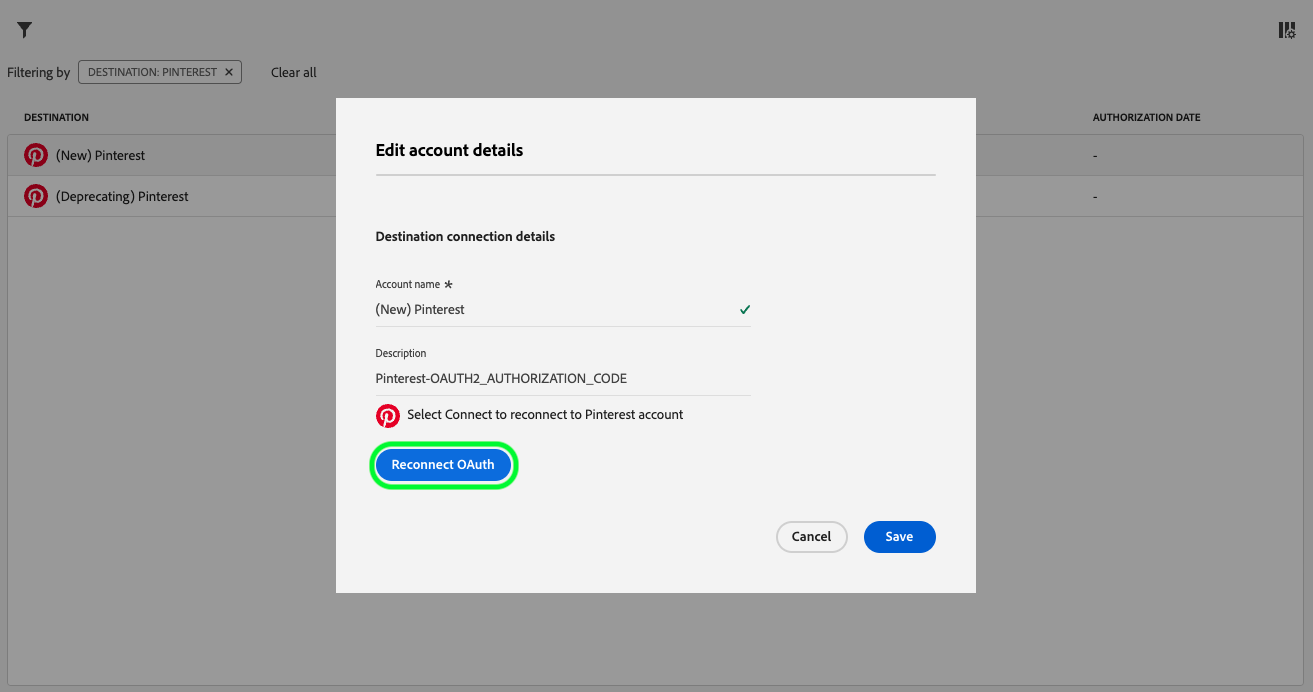 Filtering by DESTINATION: PINTEREST ✕ Clear all
DESTINATION AUTHORIZATION DATE
(New) Pinterest -
(Deprecating) Pinterest -
Edit account details
Destination connection details
Account name *
(New) Pinterest
Description
Pinterest-OAUTH2_AUTHORIZATION_CODE
Select Connect to reconnect to Pinterest account
Reconnect OAuth
Cancel Save